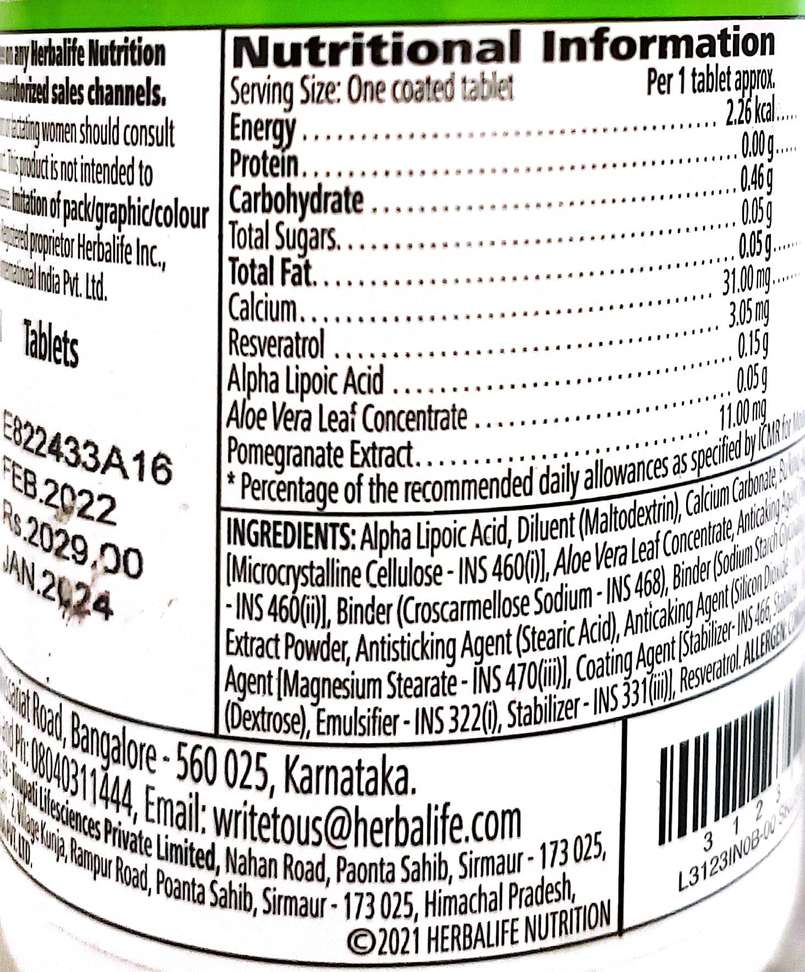 any Herbalife Nutrition
sales channels.
women should consult
product is not intended to
Imitation of pack/graphic/colour
proprietor Herbalife Inc.,
India Pvt. Ltd.
Tablets
E822433A16
FEB.2022
Rs.2029.00
JAN.2024
Nutritional Information
Serving Size: One coated tablet Per 1 tablet approx.
Energy 2.26 kcal
Protein 0.00 g
Carbohydrate 0.46 g
Total Sugars 0.05 g
Total Fat 0.05 g
Calcium 31.00 mg
Resveratrol 3.05 mg
Alpha Lipoic Acid 0.15 g
Aloe Vera Leaf Concentrate 0.05 g
Pomegranate Extract 11.00 mg
* Percentage of the recommended daily allowances as specified by ICMR for
INGREDIENTS: Alpha Lipoic Acid, Diluent (Maltodextrin), Calcium Carbonate,
[Microcrystalline Cellulose - INS 460(i)], Aloe Vera Leaf Concentrate, Anticaking Agent
- INS 460(ii)], Binder (Croscarmellose Sodium - INS 468), Binder (Sodium Starch
Extract Powder, Antisticking Agent (Stearic Acid), Anticaking Agent (Silicon Dioxide
Agent [Magnesium Stearate - INS 470(iii)], Coating Agent [Stabilizer- INS 466,
(Dextrose), Emulsifier - INS 322(i), Stabilizer - INS 331(iii)], Resveratrol. ALLERGEN:
Road, Bangalore - 560 025, Karnataka.
Ph: 08040311444, Email: writetous@herbalife.com
Lifesciences Private Limited, Nahan Road, Paonta Sahib, Sirmaur - 173 025,
Village Kunja, Rampur Road, Poanta Sahib, Sirmaur - 173 025, Himachal Pradesh,
©2021 HERBALIFE NUTRITION
3 1 2 3
L3123IN0B-00